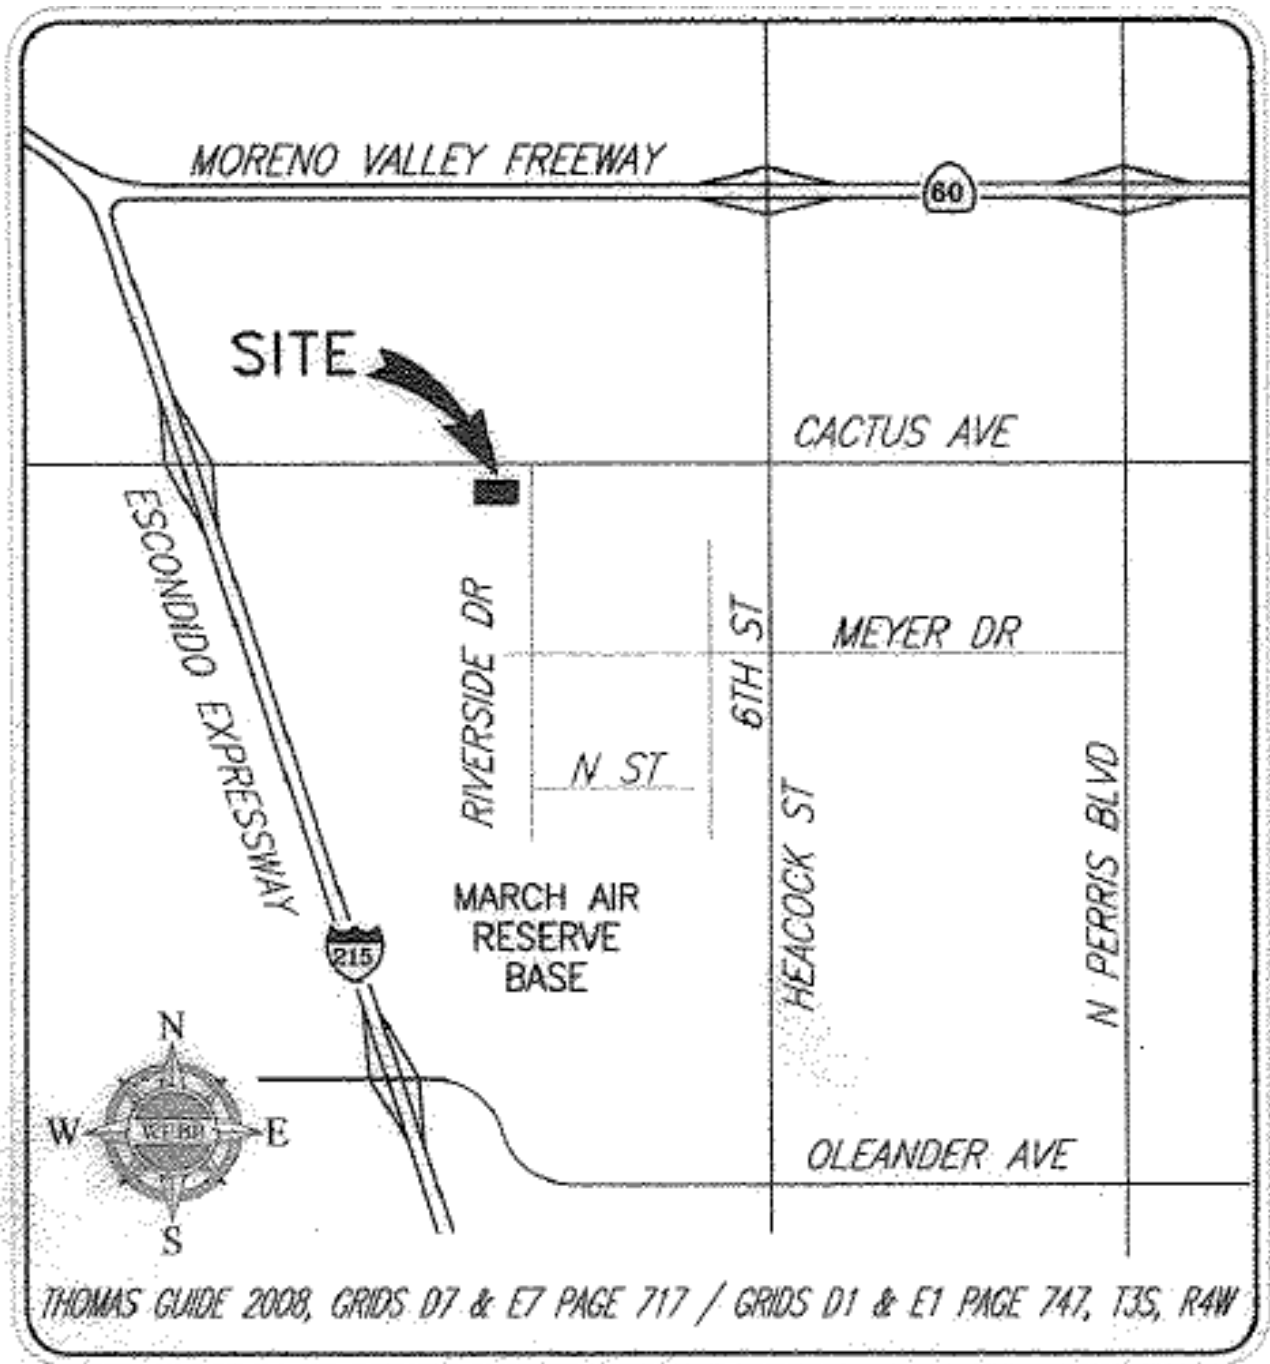 MORENO VALLEY FREEWAY
60
SITE
CACTUS AVE
ESCONDIDO EXPRESSWAY
RIVERSIDE DR
6TH ST
MEYER DR
N ST
HEACOCK ST
N PERRIS BLVD
MARCH AIR
RESERVE
BASE
215
N
W
WEBB
E
S
OLEANDER AVE
THOMAS GUIDE 2008, GRIDS D7 & E7 PAGE 717 / GRIDS D1 & E1 PAGE 747, T3S, R4W